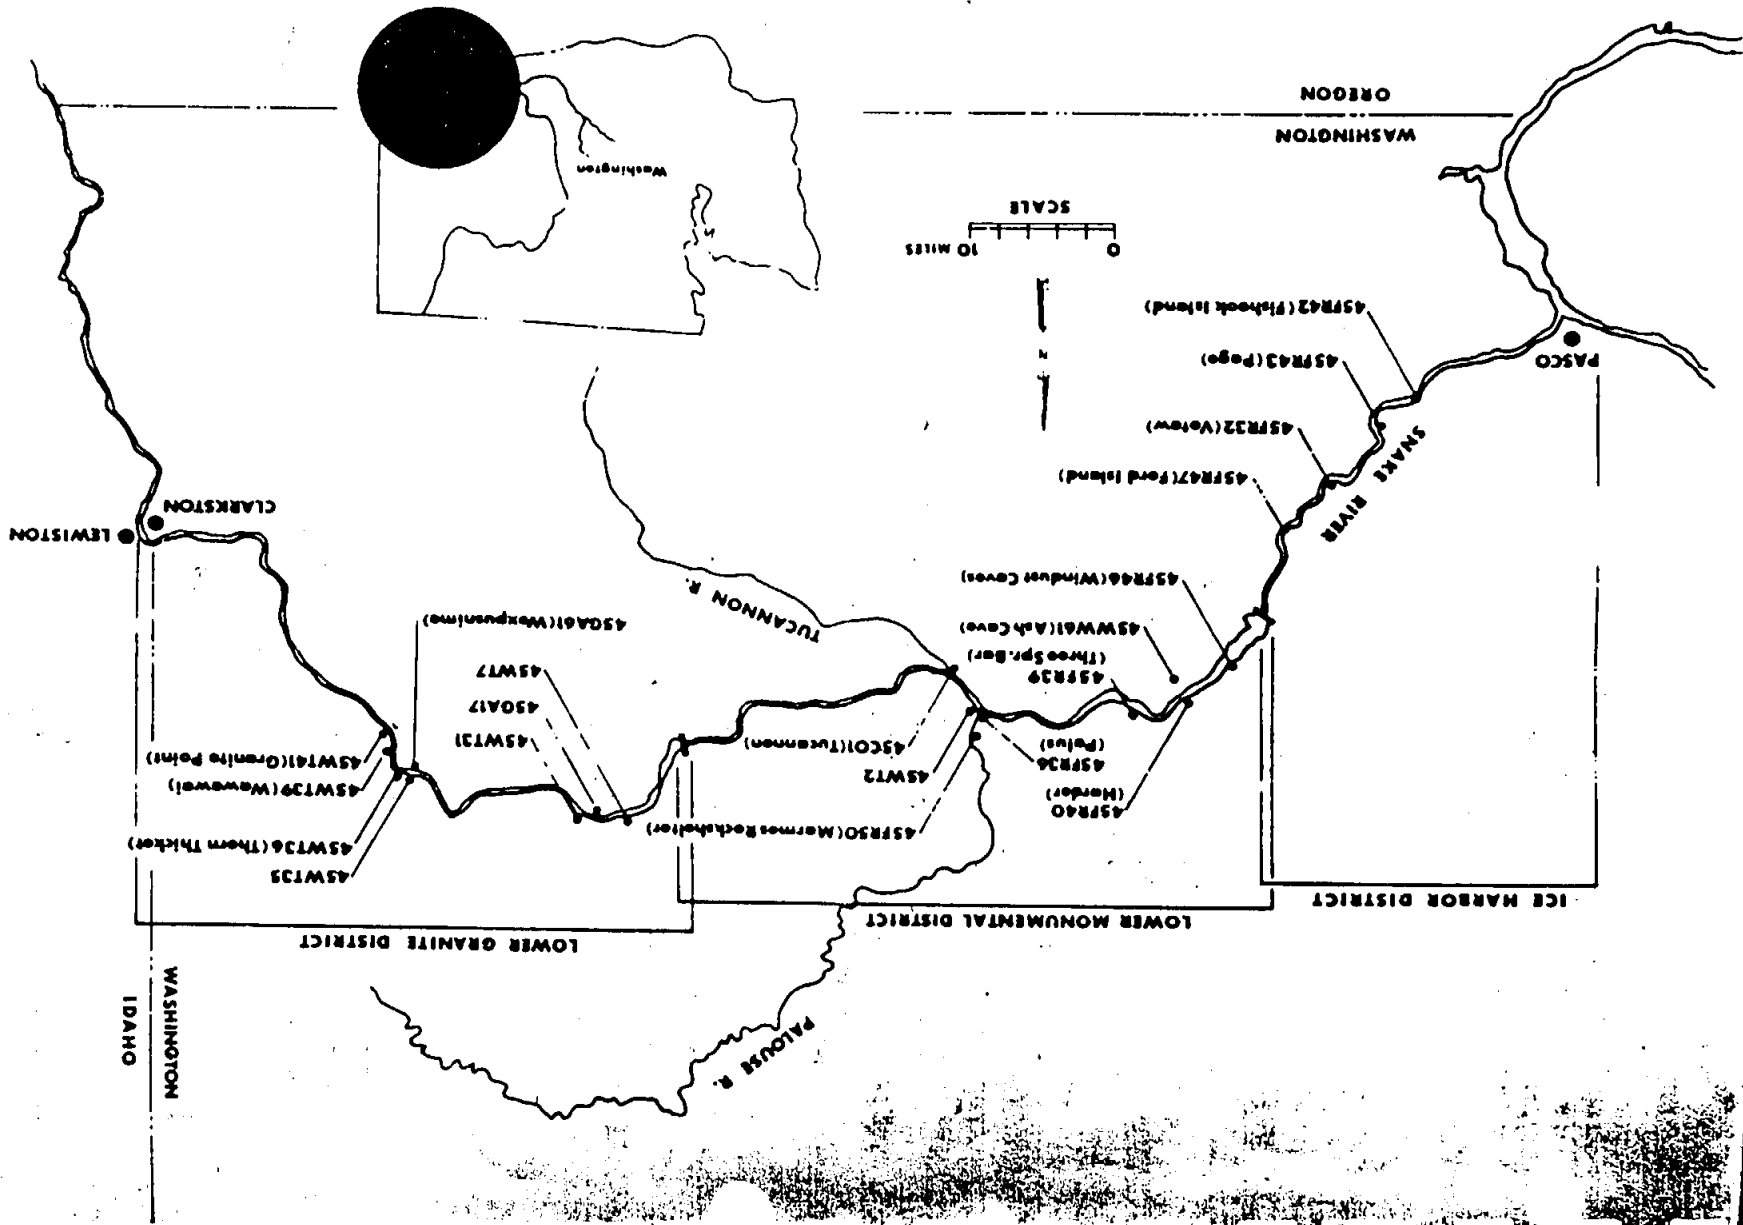 PALOUSE R.
IDAHO
WASHINGTON
LOWER GRANITE DISTRICT
LOWER MONUMENTAL DISTRICT
ICE HARBOR DISTRICT
45WT35
45WT36 (Thorn Thicket)
45FR50 (Marmes Rockshelter)
45FR40
(Harder)
45WT39 (Wawawai)
45WT2
45FR36
(Palus)
45WT41 (Granite Point)
45CO1 (Tucannon)
45WT31
45GA17
45WT7
45FR39
(Three Spr. Bar)
45WW61 (Ash Cave)
45GA61 (Wexpusnime)
TUCANNON R.
45FR46 (Windust Caves)
LEWISTON
CLARKSTON
SNAKE RIVER
45FR47 (Ford Island)
45FR32 (Votaw)
45FR43 (Page)
PASCO
N
45FR42 (Fishook Island)
0 10 MILES
SCALE
Washington
WASHINGTON
OREGON